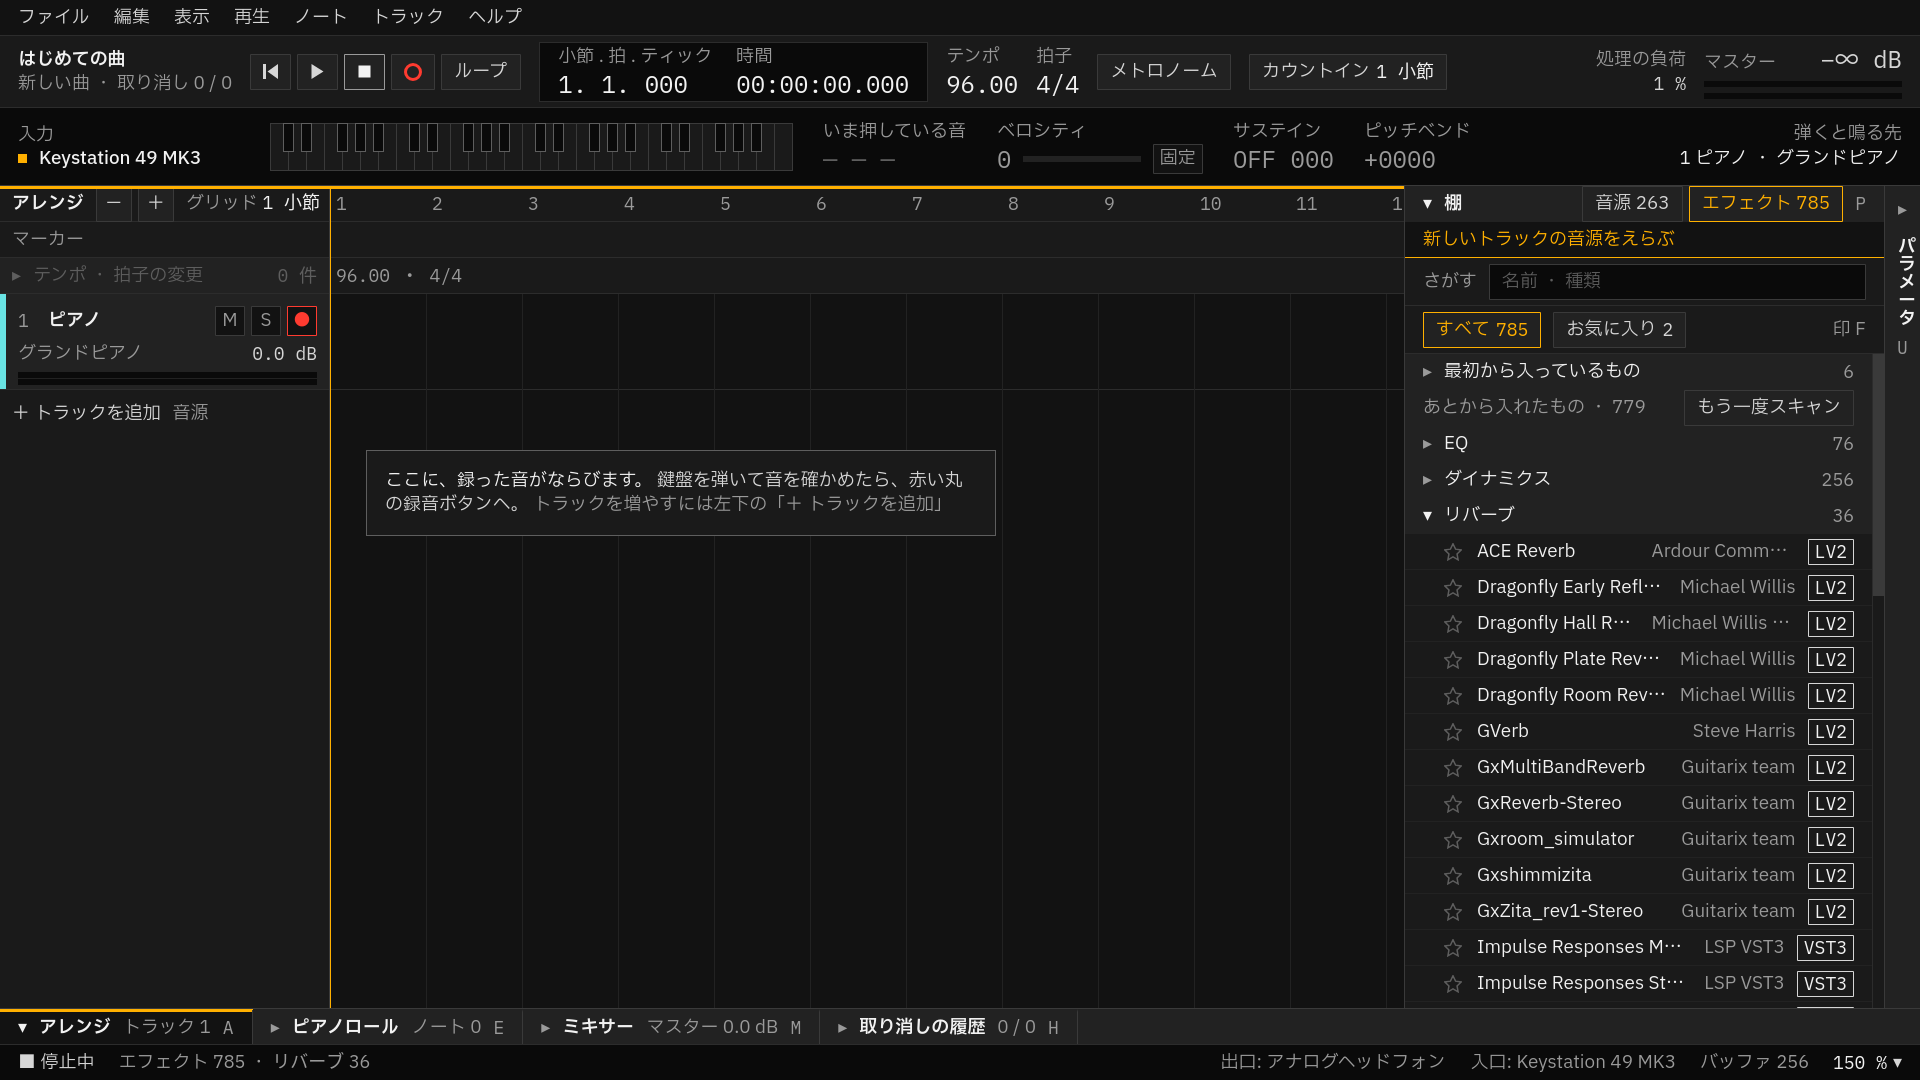 ファイル 編集 表示 再生 ノート トラック ヘルプ
はじめての曲
新しい曲 · 取り消し 0 / 0
ループ
小節 . 拍 . ティック 時間
1. 1. 000 00:00:00.000
テンポ 拍子
96.00 4/4
メトロノーム
カウントイン 1 小節
処理の負荷
1 %
マスター −∞ dB
入力
Keystation 49 MK3
いま押している音
— — —
ベロシティ
0 固定
サステイン
OFF 000
ピッチベンド
+0000
弾くと鳴る先
1 ピアノ · グランドピアノ
アレンジ − + グリッド 1 小節
1 2 3 4 5 6 7 8 9 10 11 1
マーカー
▸ テンポ · 拍子の変更 0 件
96.00 · 4/4
1 ピアノ M S
グランドピアノ 0.0 dB
+ トラックを追加 音源
ここに、録った音がならびます。 鍵盤を弾いて音を確かめたら、赤い丸
の録音ボタンへ。 トラックを増やすには左下の「+ トラックを追加」
▾ 棚 音源 263 エフェクト 785 P
新しいトラックの音源をえらぶ
さがす 名前 · 種類
すべて 785 お気に入り 2 印 F
▸ 最初から入っているもの 6
あとから入れたもの · 779 もう一度スキャン
▸ EQ 76
▸ ダイナミクス 256
▾ リバーブ 36
☆ ACE Reverb Ardour Comm··· LV2
☆ Dragonfly Early Refl··· Michael Willis LV2
☆ Dragonfly Hall R··· Michael Willis ··· LV2
☆ Dragonfly Plate Rev··· Michael Willis LV2
☆ Dragonfly Room Rev··· Michael Willis LV2
☆ GVerb Steve Harris LV2
☆ GxMultiBandReverb Guitarix team LV2
☆ GxReverb-Stereo Guitarix team LV2
☆ Gxroom_simulator Guitarix team LV2
☆ Gxshimmizita Guitarix team LV2
☆ GxZita_rev1-Stereo Guitarix team LV2
☆ Impulse Responses M··· LSP VST3 VST3
☆ Impulse Responses St··· LSP VST3 VST3
▸ パラメータ U
▾ アレンジ トラック 1 A
▸ ピアノロール ノート 0 E
▸ ミキサー マスター 0.0 dB M
▸ 取り消しの履歴 0 / 0 H
■ 停止中 エフェクト 785 · リバーブ 36
出口: アナログヘッドフォン 入口: Keystation 49 MK3 バッファ 256 150 % ▾